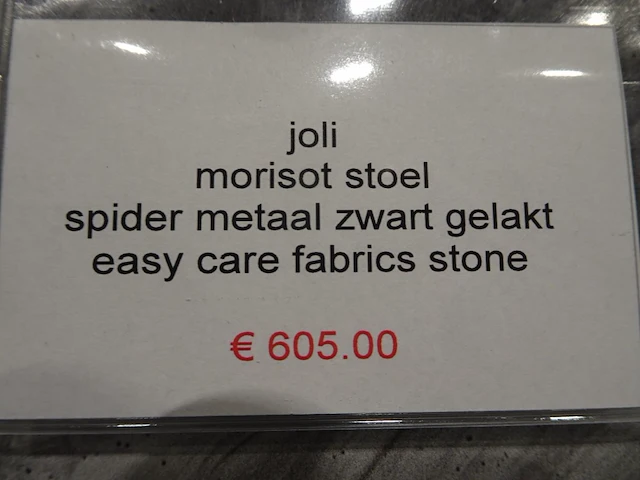 joli
morisot stoel
spider metaal zwart gelakt
easy care fabrics stone
€ 605.00